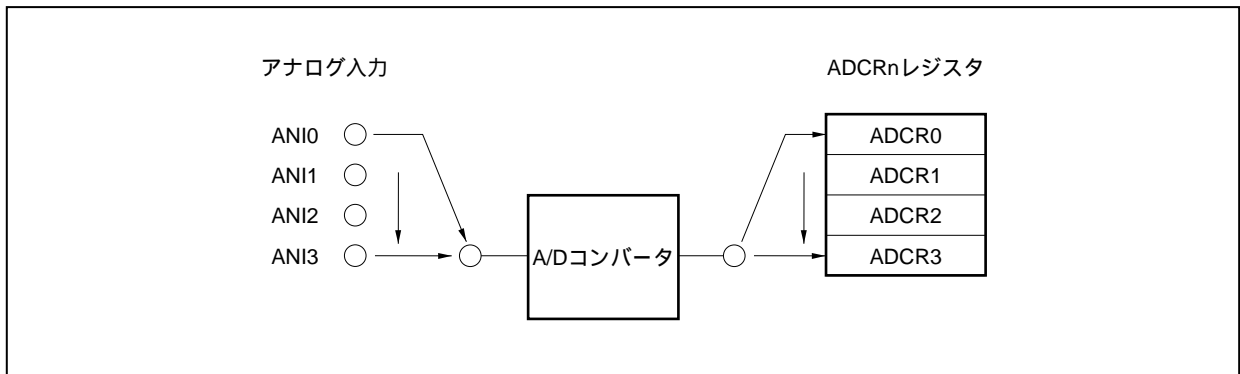 アナログ入力
ADCRnレジスタ
ANI0
ADCR0
ANI1
ADCR1
ANI2
ADCR2
ANI3
A/Dコンバータ
ADCR3